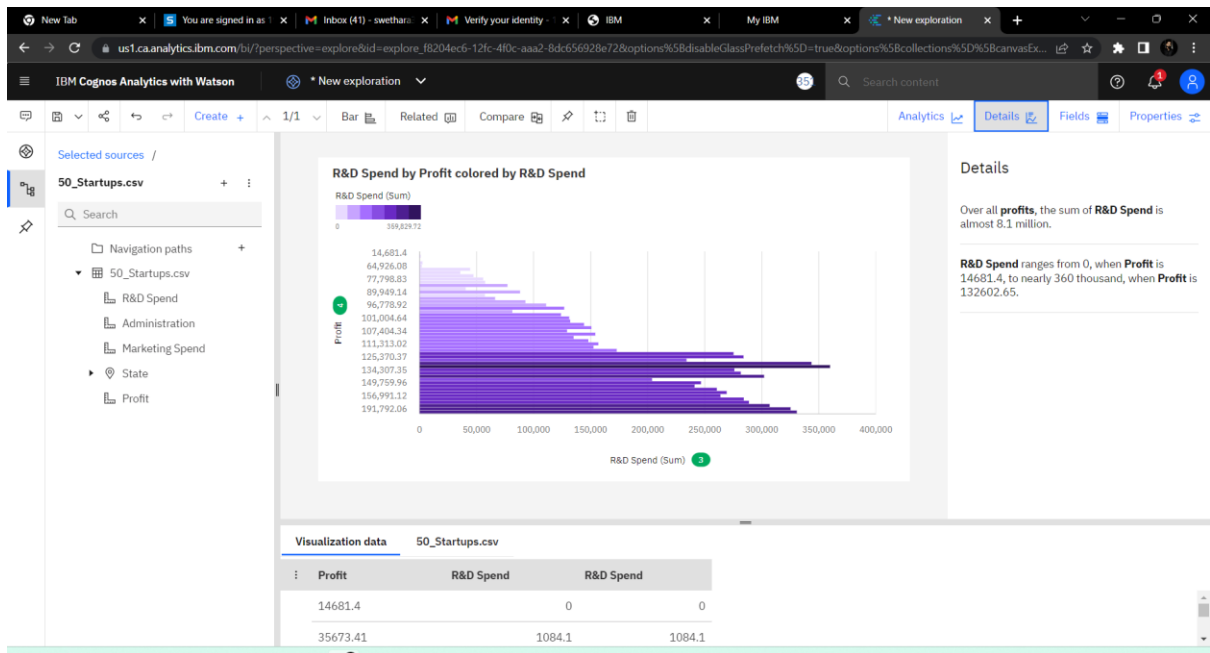 New Tab
You are signed in as 1
Inbox (41) - swethara
Verify your identity -
IBM
My IBM
* New exploration
us1.ca.analytics.ibm.com/bi/?perspective=explore&id=explore_f8204ec6-12fc-4f0c-aaa2-8dc656928e72&options%5BdisableGlassPrefetch%5D=true&options%5Bcollections%5D%5BcanvasEx...
IBM Cognos Analytics with Watson
* New exploration
35
Search content
1
Create +
1/1
Bar
Related
Compare
Analytics
Details
Fields
Properties
Selected sources /
50_Startups.csv
Search
Navigation paths
50_Startups.csv
R&D Spend
Administration
Marketing Spend
State
Profit
R&D Spend by Profit colored by R&D Spend
R&D Spend (Sum)
0 359,829.72
14,681.4
64,926.08
77,798.83
89,949.14
96,778.92
101,004.64
107,404.34
111,313.02
125,370.37
134,307.35
149,759.96
156,991.12
191,792.06
Profit 4
0 50,000 100,000 150,000 200,000 250,000 300,000 350,000 400,000
R&D Spend (Sum) 3
Details
Over all profits, the sum of R&D Spend is
almost 8.1 million.
R&D Spend ranges from 0, when Profit is
14681.4, to nearly 360 thousand, when Profit is
132602.65.
Visualization data 50_Startups.csv
Profit R&D Spend R&D Spend
14681.4 0 0
35673.41 1084.1 1084.1